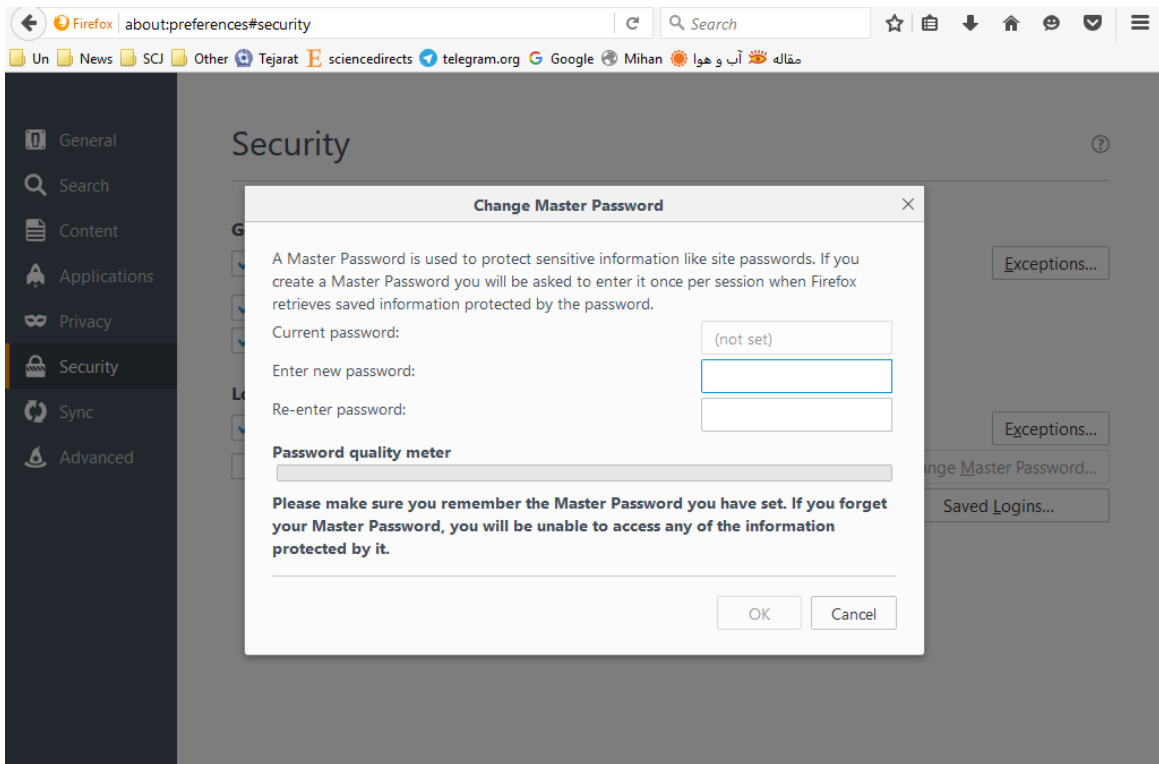 Firefox about:preferences#security Search
Un News SCJ Other Tejarat sciencedirects telegram.org Google Mihan آب و هوا مقاله
General
Security
Search
Content
Applications
Privacy
Security
Sync
Advanced
G
Exceptions...
Lo
Exceptions...
nge Master Password...
Saved Logins...
Change Master Password
A Master Password is used to protect sensitive information like site passwords. If you
create a Master Password you will be asked to enter it once per session when Firefox
retrieves saved information protected by the password.
Current password: (not set)
Enter new password:
Re-enter password:
Password quality meter
Please make sure you remember the Master Password you have set. If you forget
your Master Password, you will be unable to access any of the information
protected by it.
OK Cancel